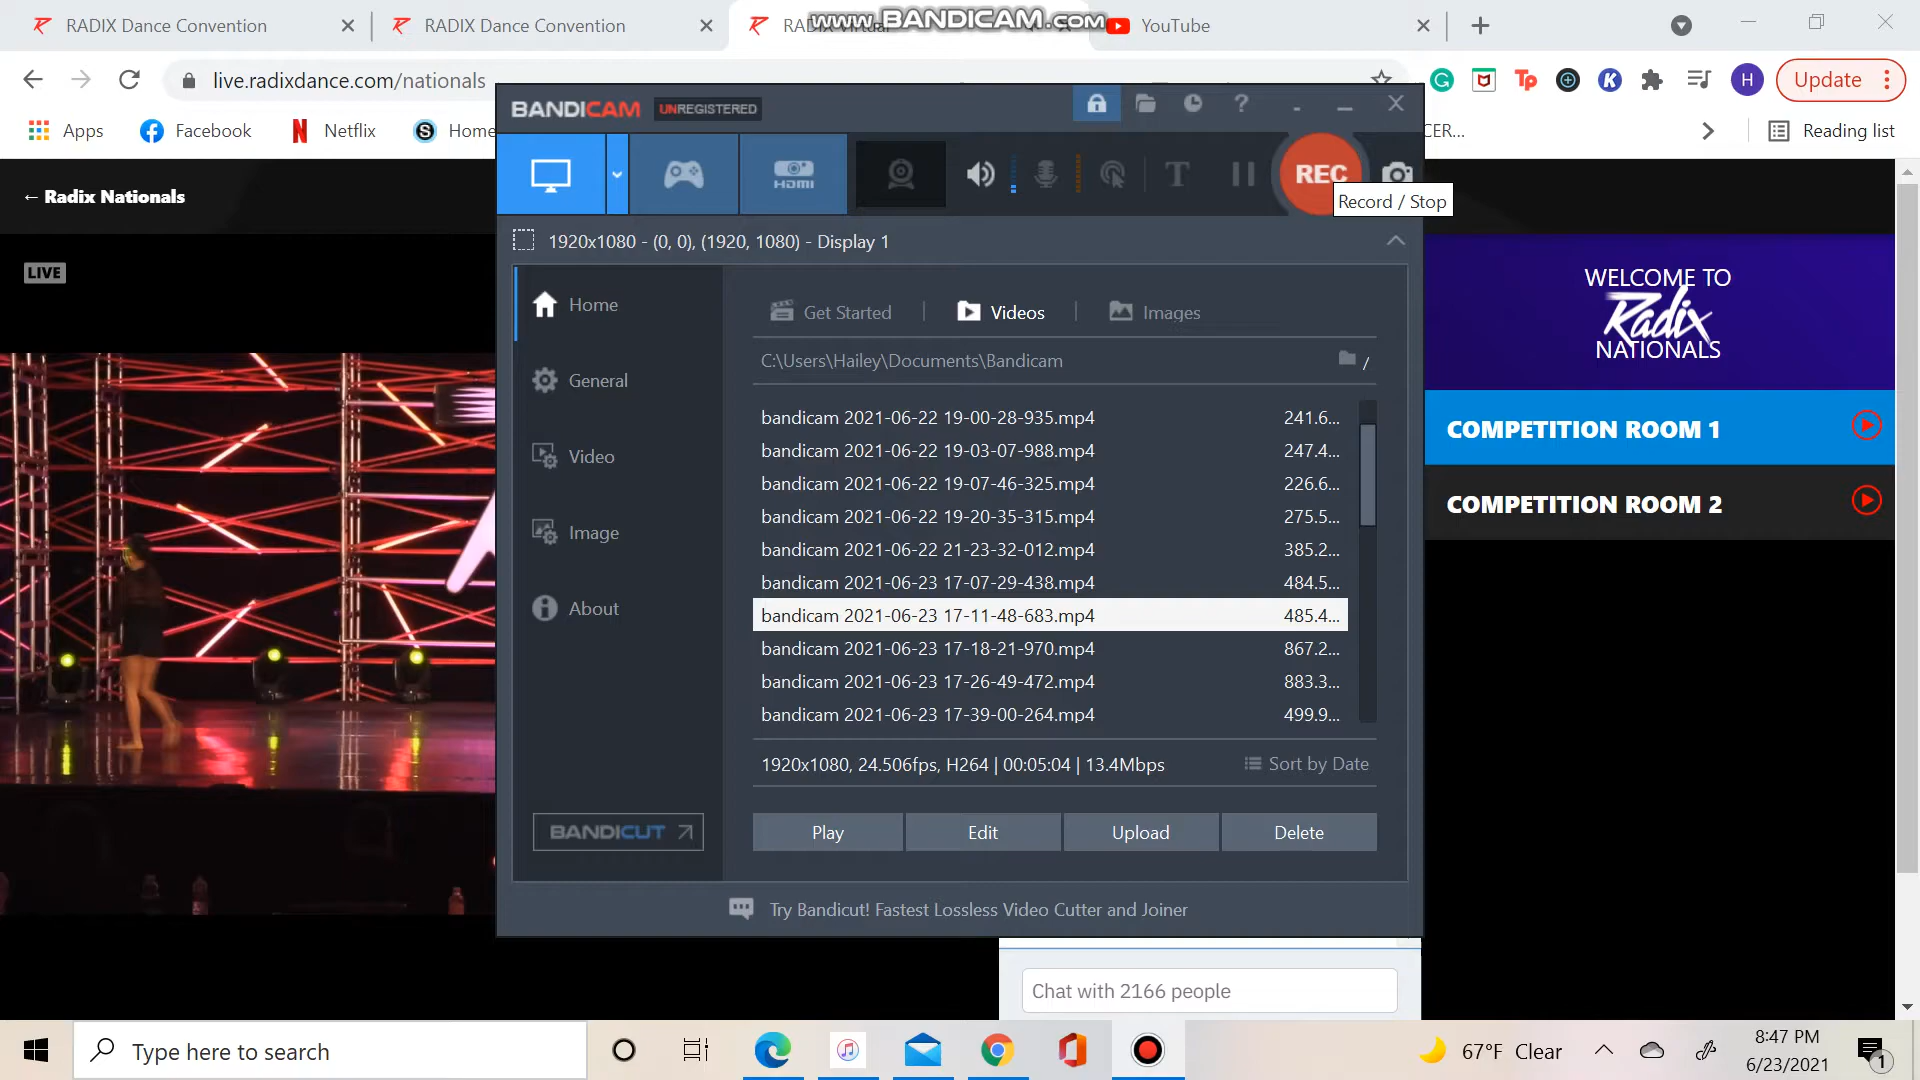 RADIX Dance Convention
RADIX Dance Convention
RADIX Virtual
www.BANDICAM.com
YouTube
live.radixdance.com/nationals
H
Update
Apps
Facebook
Netflix
Home
CER...
Reading list
← Radix Nationals
LIVE
BANDICAM UNREGISTERED
HDMI
T
REC
Record / Stop
1920x1080 - (0, 0), (1920, 1080) - Display 1
Home
General
Video
Image
About
BANDICUT
Get Started
Videos
Images
C:\Users\Hailey\Documents\Bandicam
bandicam 2021-06-22 19-00-28-935.mp4 241.6...
bandicam 2021-06-22 19-03-07-988.mp4 247.4...
bandicam 2021-06-22 19-07-46-325.mp4 226.6...
bandicam 2021-06-22 19-20-35-315.mp4 275.5...
bandicam 2021-06-22 21-23-32-012.mp4 385.2...
bandicam 2021-06-23 17-07-29-438.mp4 484.5...
bandicam 2021-06-23 17-11-48-683.mp4 485.4...
bandicam 2021-06-23 17-18-21-970.mp4 867.2...
bandicam 2021-06-23 17-26-49-472.mp4 883.3...
bandicam 2021-06-23 17-39-00-264.mp4 499.9...
1920x1080, 24.506fps, H264 | 00:05:04 | 13.4Mbps
Sort by Date
Play
Edit
Upload
Delete
Try Bandicut! Fastest Lossless Video Cutter and Joiner
WELCOME TO
Radix
NATIONALS
COMPETITION ROOM 1
COMPETITION ROOM 2
Chat with 2166 people
Type here to search
67°F Clear
8:47 PM
6/23/2021
1